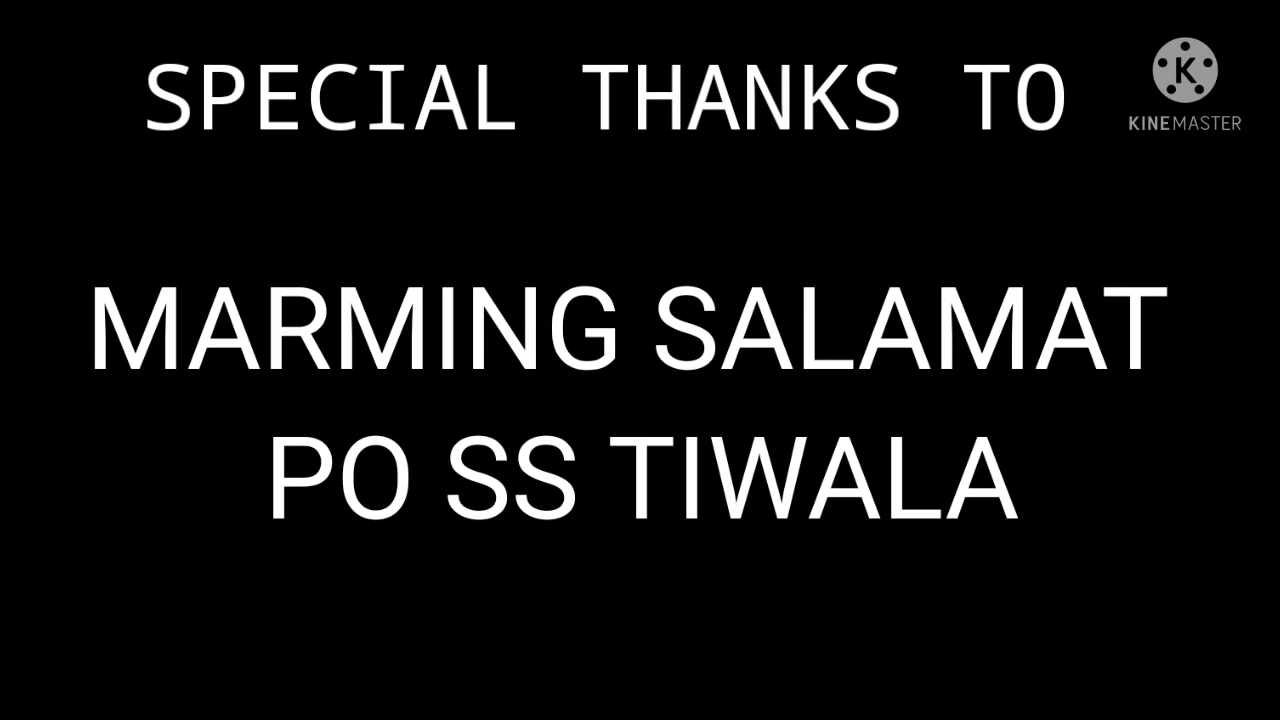 SPECIAL THANKS TO
K
KINEMASTER
MARMING SALAMAT
PO SS TIWALA